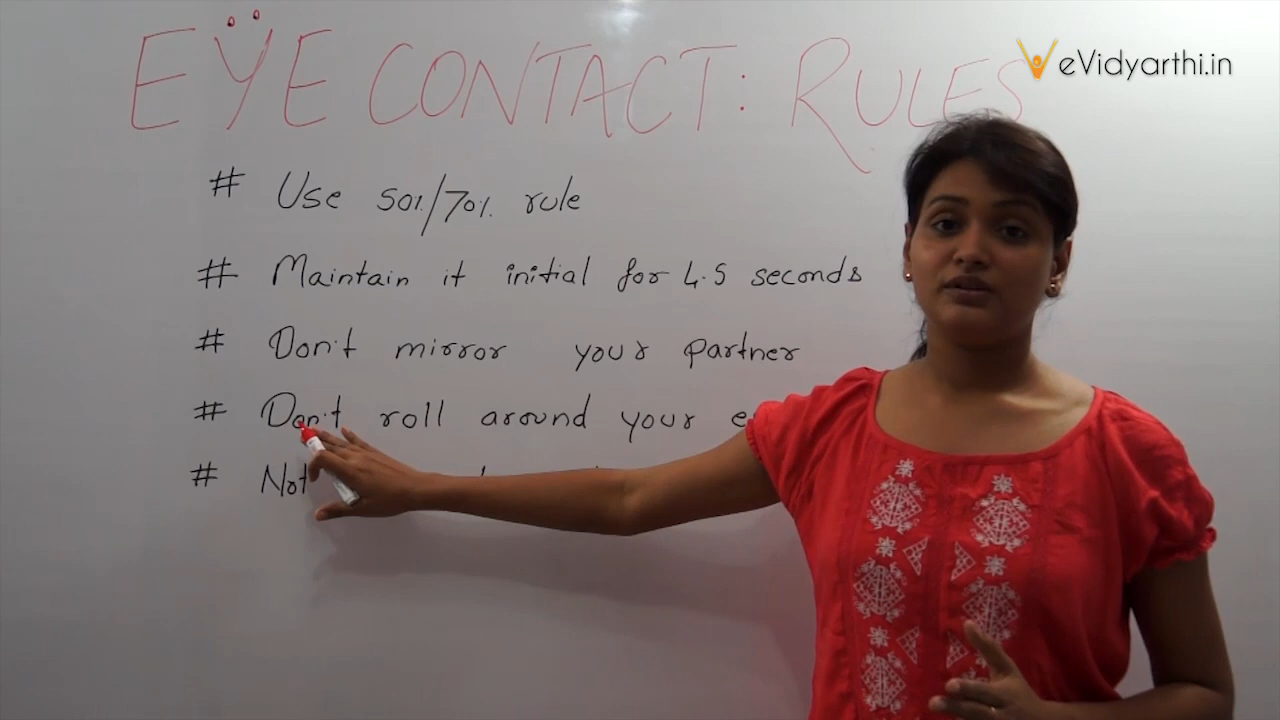 EŸE CONTACT: RULES
eVidyarthi.in
# Use 50%/70% rule
# Maintain it initial for 4.5 seconds
# Don't mirror your partner
# Don't roll around your
# Not